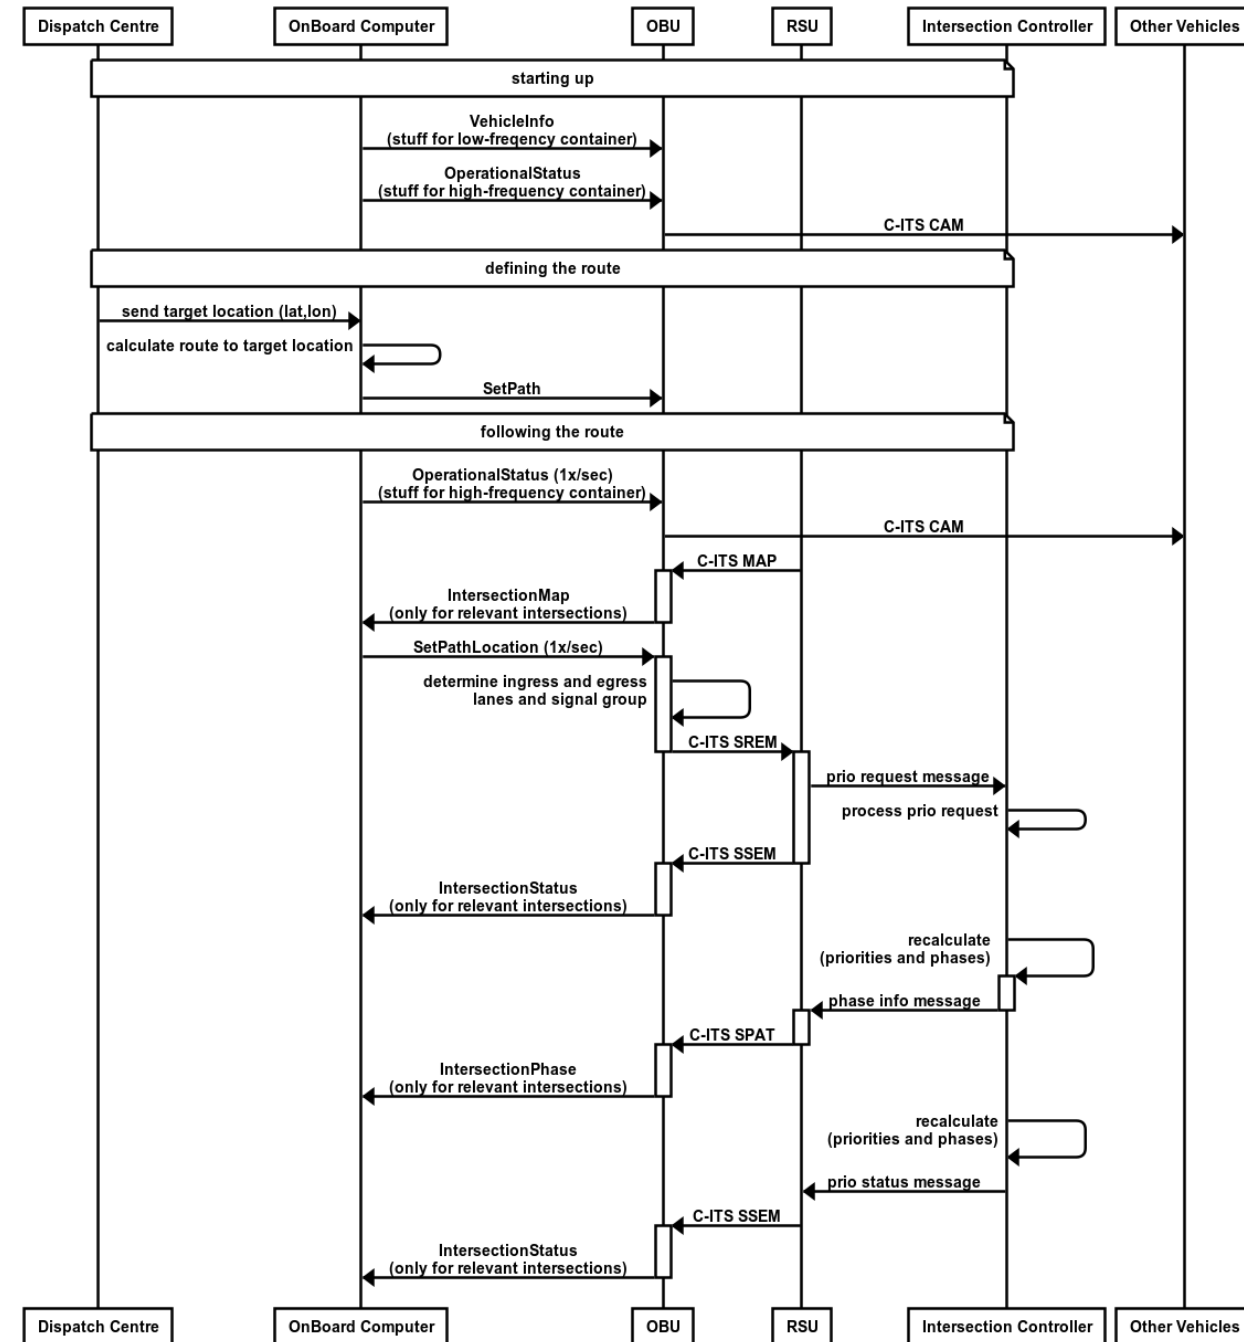 Dispatch Centre
OnBoard Computer
OBU
RSU
Intersection Controller
Other Vehicles
starting up
VehicleInfo
(stuff for low-freqency container)
OperationalStatus
(stuff for high-frequency container)
C-ITS CAM
defining the route
send target location (lat,lon)
calculate route to target location
SetPath
following the route
OperationalStatus (1x/sec)
(stuff for high-frequency container)
C-ITS CAM
C-ITS MAP
IntersectionMap
(only for relevant intersections)
SetPathLocation (1x/sec)
determine ingress and egress
lanes and signal group
C-ITS SREM
prio request message
process prio request
C-ITS SSEM
IntersectionStatus
(only for relevant intersections)
recalculate
(priorities and phases)
phase info message
C-ITS SPAT
IntersectionPhase
(only for relevant intersections)
recalculate
(priorities and phases)
prio status message
C-ITS SSEM
IntersectionStatus
(only for relevant intersections)
Dispatch Centre
OnBoard Computer
OBU
RSU
Intersection Controller
Other Vehicles